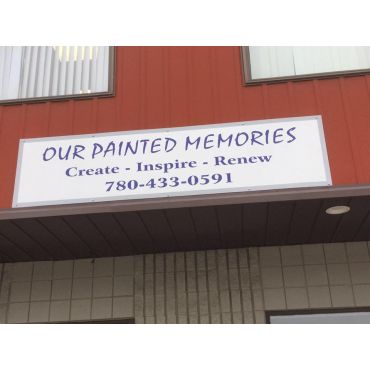 OUR PAINTED MEMORIES
Create - Inspire - Renew
780-433-0591